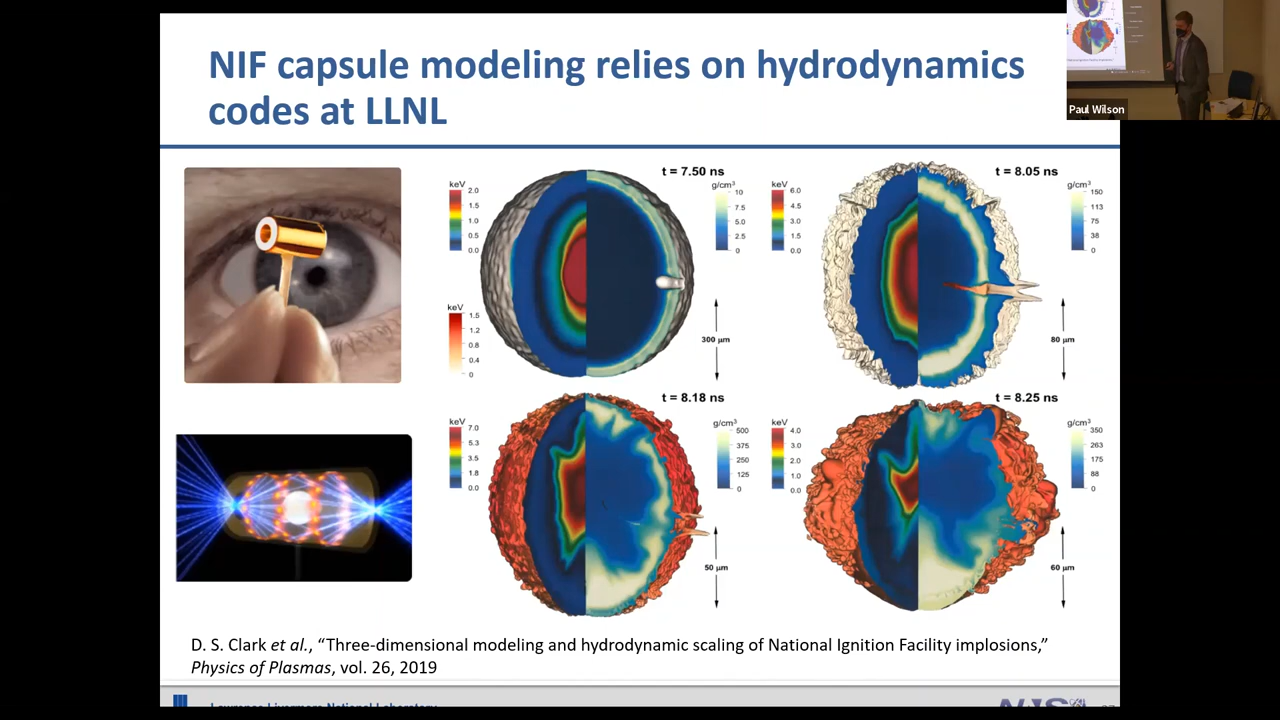 NIF capsule modeling relies on hydrodynamics
codes at LLNL
Paul Wilson
t = 7.50 ns
keV
2.0
1.5
1.0
0.5
0.0
g/cm³
10
7.5
5.0
2.5
0
keV
1.5
1.2
0.8
0.4
0
300 µm
t = 8.05 ns
keV
6.0
4.5
3.0
1.5
0.0
g/cm³
150
113
75
38
0
80 µm
t = 8.18 ns
keV
7.0
5.3
3.5
1.8
0.0
g/cm³
500
375
250
125
0
50 µm
t = 8.25 ns
keV
4.0
3.0
2.0
1.0
0.0
g/cm³
350
263
175
88
0
60 µm
D. S. Clark et al., “Three-dimensional modeling and hydrodynamic scaling of National Ignition Facility implosions,”
Physics of Plasmas, vol. 26, 2019
Lawrence Livermore National Laboratory